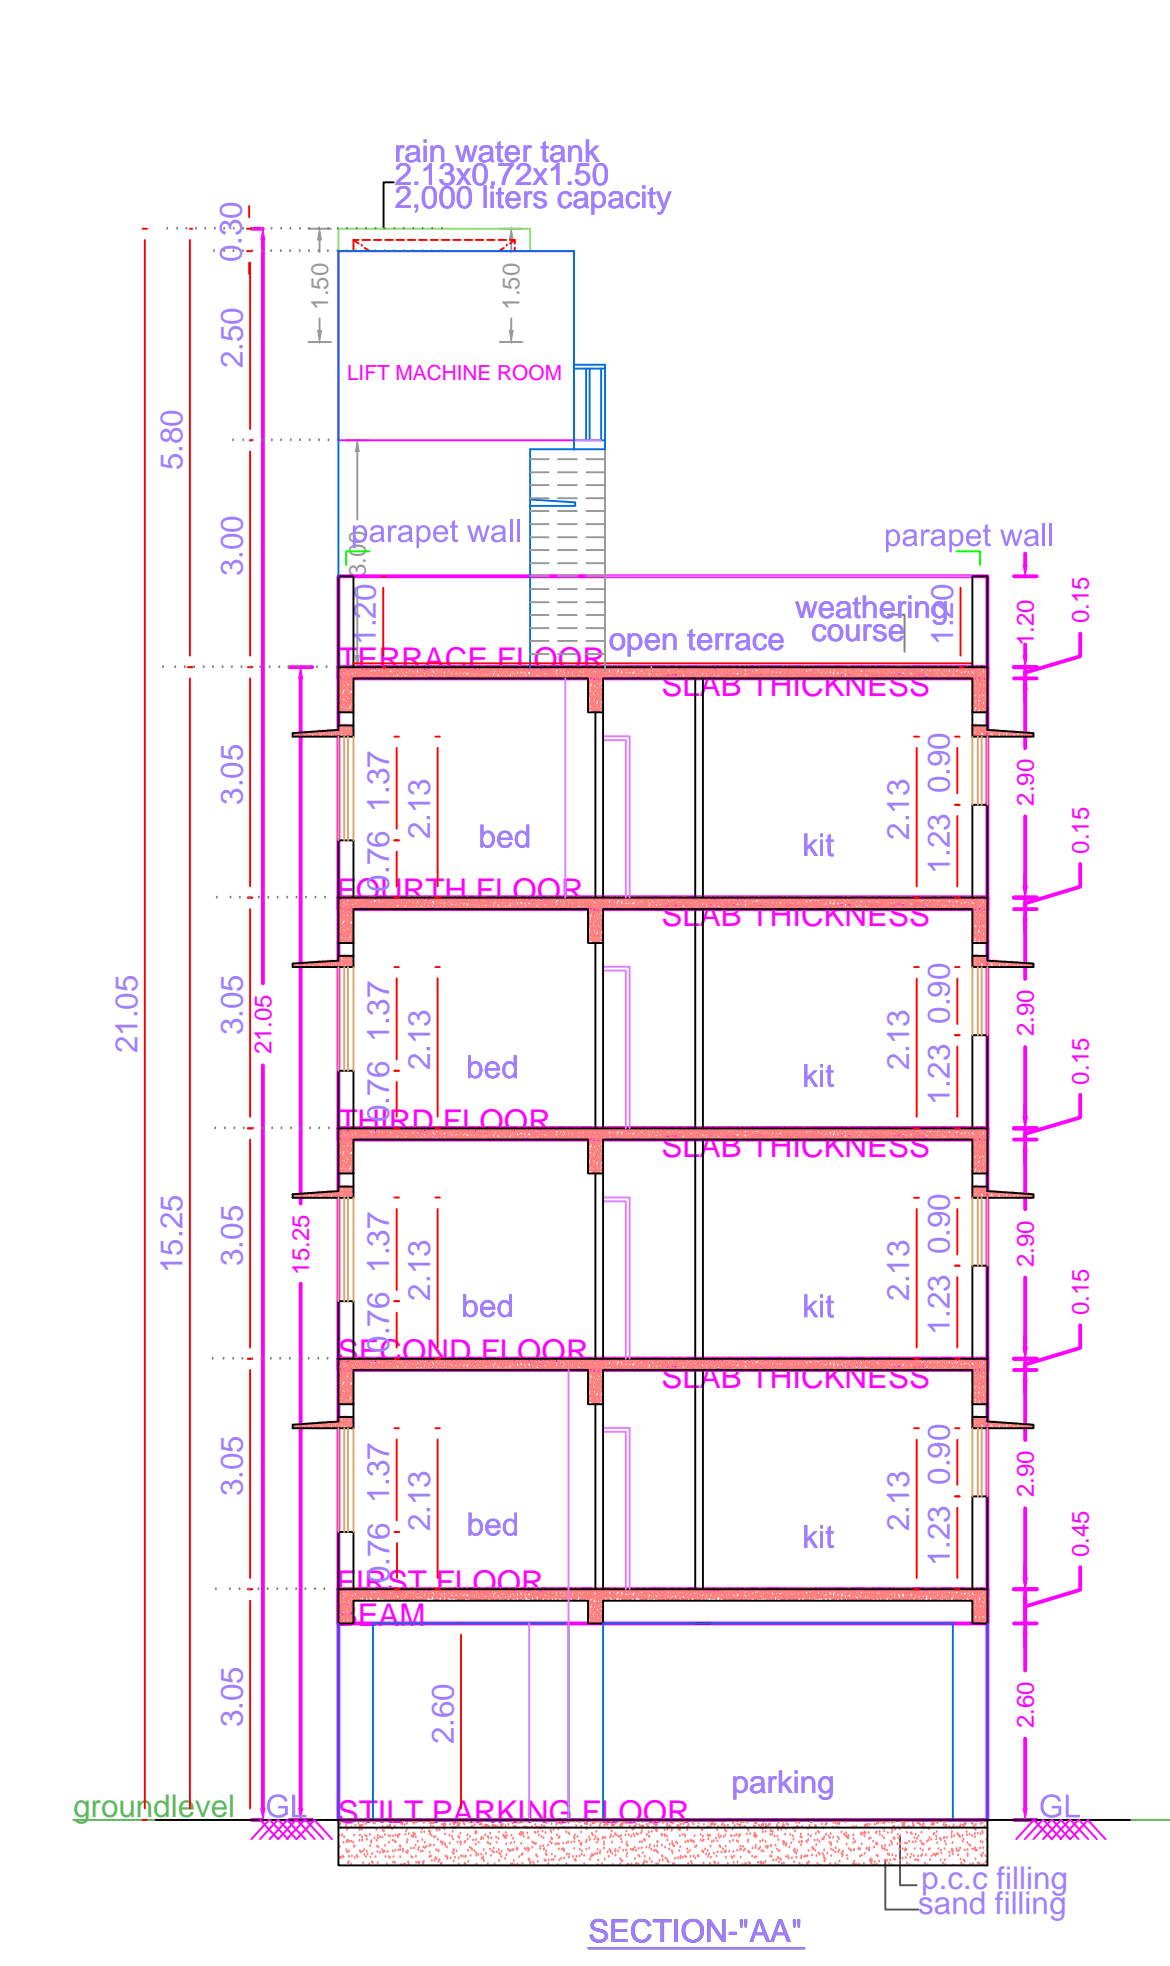 rain water tank
2.13x0.72x1.50
2,000 liters capacity
0.30
1.50
1.50
2.50
LIFT MACHINE ROOM
5.80
3.00
3.00
parapet wall
parapet wall
1.20
weathering
course
1.20
1.20
0.15
open terrace
TERRACE FLOOR
SLAB THICKNESS
3.05
1.37
2.13
0.76
bed
kit
2.13
0.90
1.23
2.90
0.15
FOURTH FLOOR
SLAB THICKNESS
21.05
3.05
21.05
1.37
2.13
0.76
bed
kit
2.13
0.90
1.23
2.90
0.15
THIRD FLOOR
SLAB THICKNESS
15.25
3.05
15.25
1.37
2.13
0.76
bed
kit
2.13
0.90
1.23
2.90
0.15
SECOND FLOOR
SLAB THICKNESS
3.05
1.37
2.13
0.76
bed
kit
2.13
0.90
1.23
2.90
0.45
FIRST FLOOR
BEAM
3.05
2.60
2.60
parking
groundlevel
GL
STILT PARKING FLOOR
GL
p.c.c filling
sand filling
SECTION-"AA"